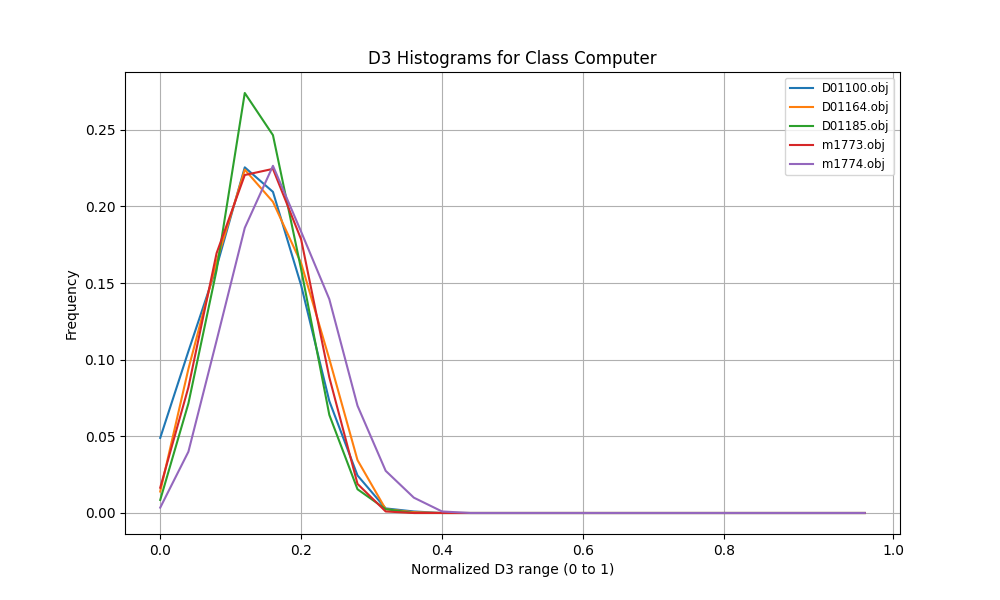 D3 Histograms for Class Computer
D01100.obj
D01164.obj
D01185.obj
m1773.obj
m1774.obj
Frequency
0.25
0.20
0.15
0.10
0.05
0.00
0.0 0.2 0.4 0.6 0.8 1.0
Normalized D3 range (0 to 1)